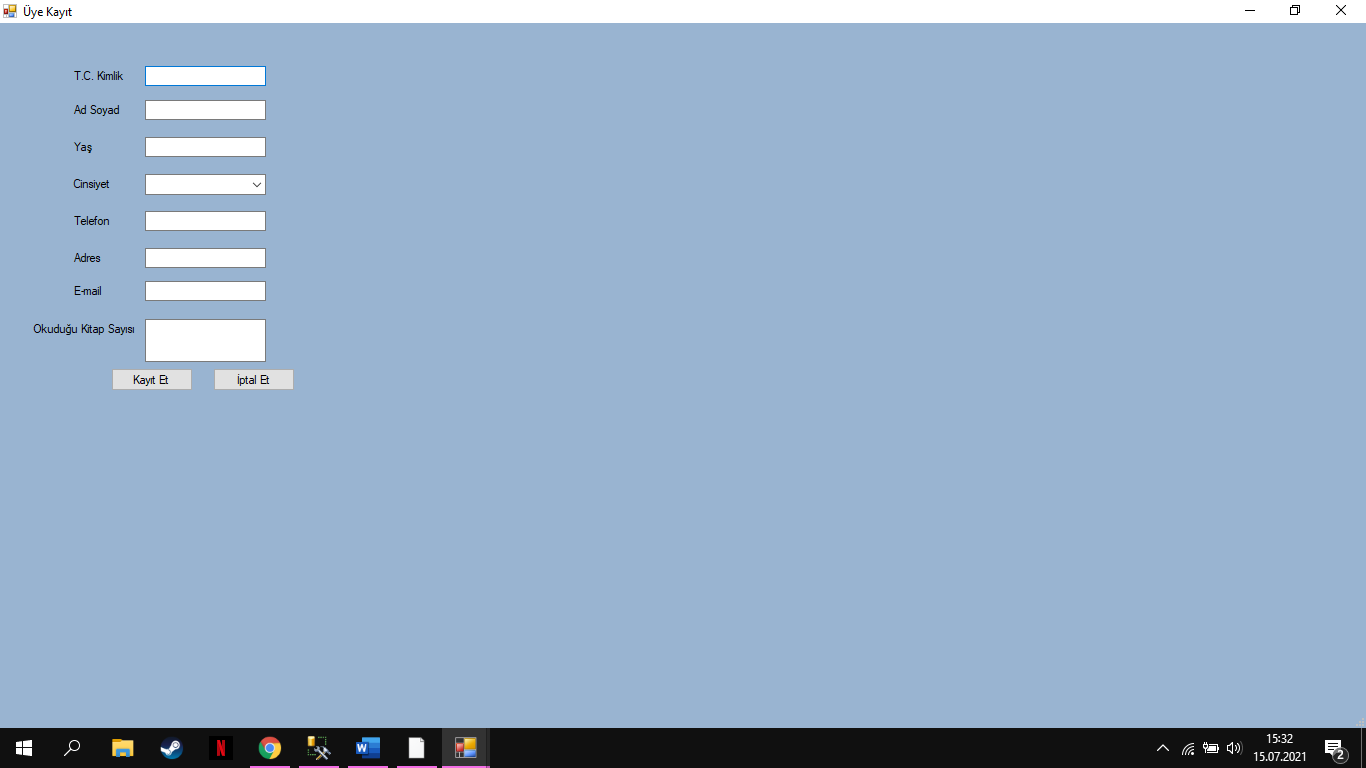 Üye Kayıt
T.C. Kimlik
Ad Soyad
Yaş
Cinsiyet
Telefon
Adres
E-mail
Okuduğu Kitap Sayısı
Kayıt Et
İptal Et
15:32
15.07.2021
2